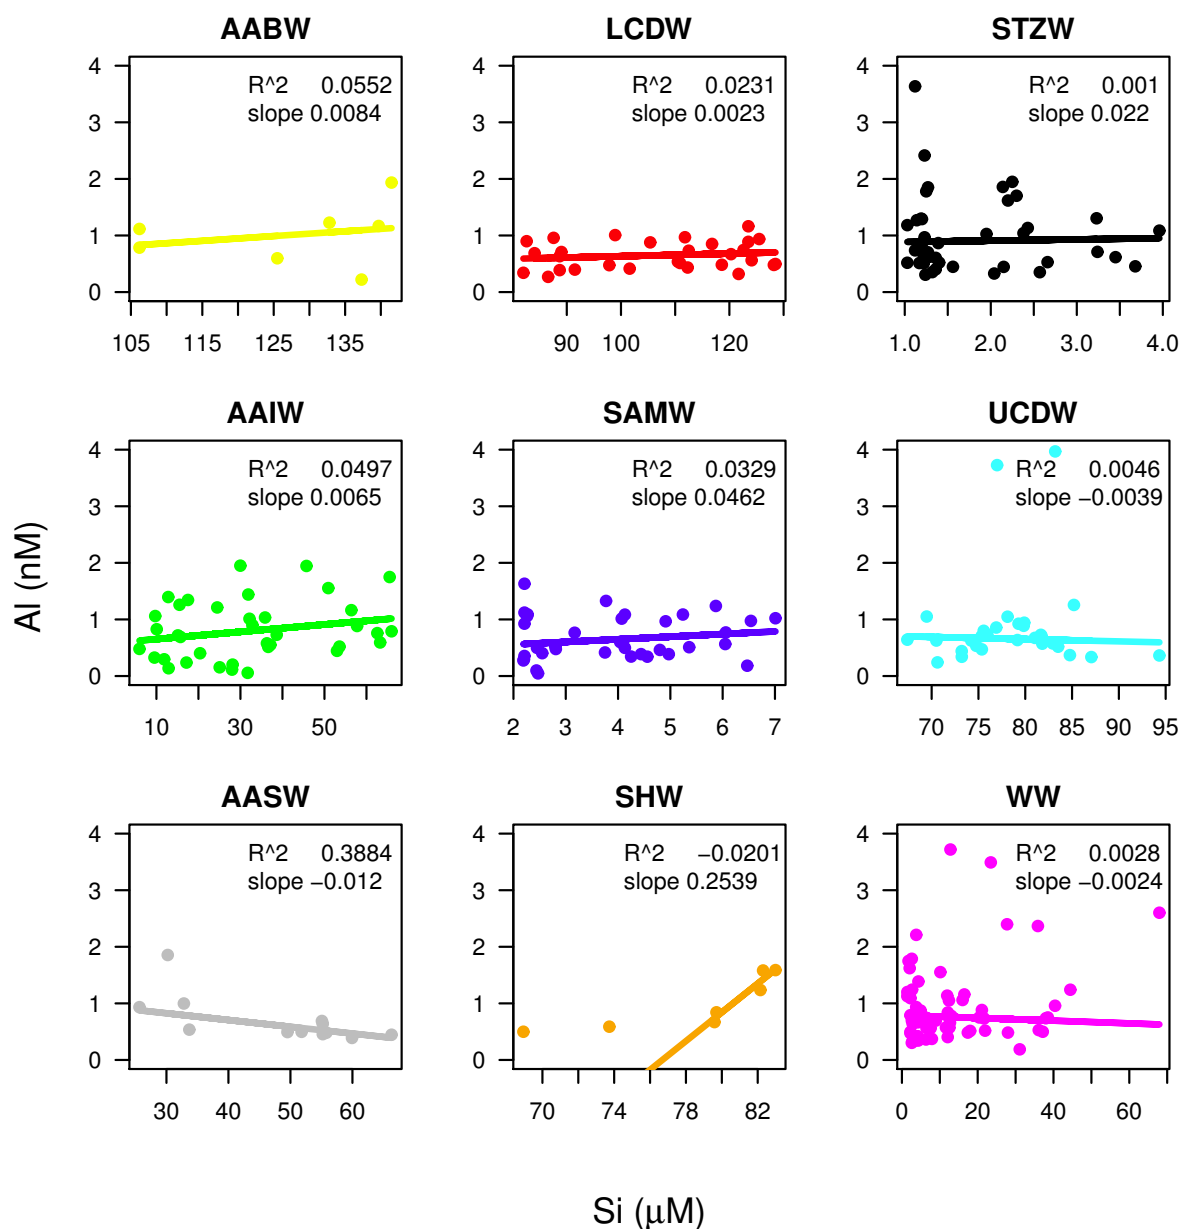 AABW
R^2 0.0552
slope 0.0084
4
3
2
1
0
105 115 125 135
LCDW
R^2 0.0231
slope 0.0023
4
3
2
1
0
90 100 120
STZW
R^2 0.001
slope 0.022
4
3
2
1
0
1.0 2.0 3.0 4.0
AAIW
R^2 0.0497
slope 0.0065
4
3
2
1
0
10 30 50
SAMW
R^2 0.0329
slope 0.0462
4
3
2
1
0
2 3 4 5 6 7
UCDW
R^2 0.0046
slope −0.0039
4
3
2
1
0
70 75 80 85 90 95
Al (nM)
AASW
R^2 0.3884
slope −0.012
4
3
2
1
0
30 40 50 60
SHW
R^2 −0.0201
slope 0.2539
4
3
2
1
0
70 74 78 82
WW
R^2 0.0028
slope −0.0024
4
3
2
1
0
0 20 40 60
Si (μM)